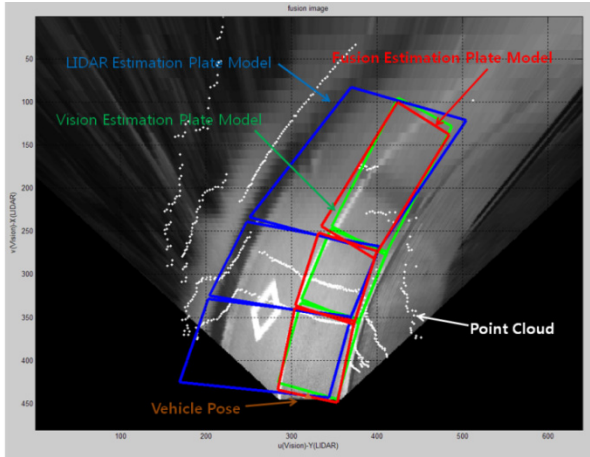 fusion image
0
50
100
150
200
250
300
350
400
450
v(Vision)-X(LIDAR)
LIDAR Estimation Plate Model
Fusion Estimation Plate Model
Vision Estimation Plate Model
Point Cloud
Vehicle Pose
100
200
300
400
500
600
u(Vision)-Y(LIDAR)